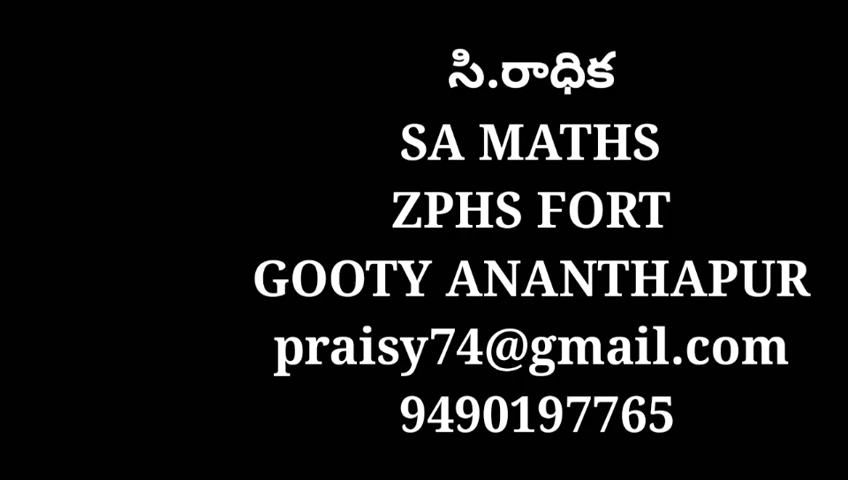 సి.రాధిక
SA MATHS
ZPHS FORT
GOOTY ANANTHAPUR
praisy74@gmail.com
9490197765